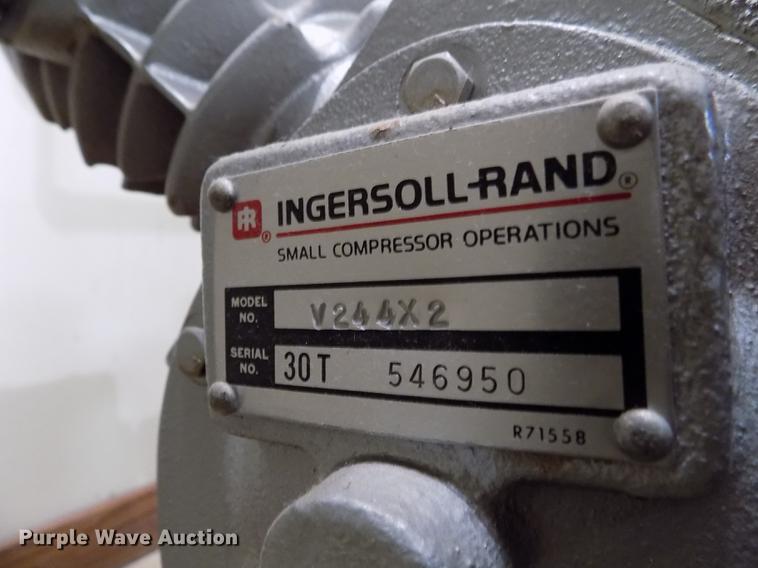 IR ® INGERSOLL-RAND ®
SMALL COMPRESSOR OPERATIONS
MODEL NO. V244X2
SERIAL NO. 30T 546950
R71558
Purple Wave Auction